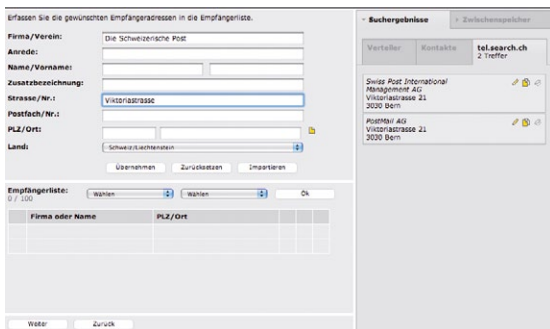 Erfassen Sie die gewünschten Empfängeradressen in die Empfängerliste.
Firma/Verein: Die Schweizerische Post
Anrede:
Name/Vorname:
Zusatzbezeichnung:
Strasse/Nr.: Viktoriastrasse
Postfach/Nr.:
PLZ/Ort:
Land: Schweiz/Liechtenstein
Übernehmen Zurücksetzen Importieren
Empfängerliste: Wählen Wählen Ok
0 / 100
Firma oder Name PLZ/Ort
Weiter Zurück
Suchergebnisse Zwischenspeicher
Verteiler Kontakte tel.search.ch
2 Treffer
Swiss Post International
Management AG
Viktoriastrasse 21
3030 Bern
PostMail AG
Viktoriastrasse 21
3030 Bern